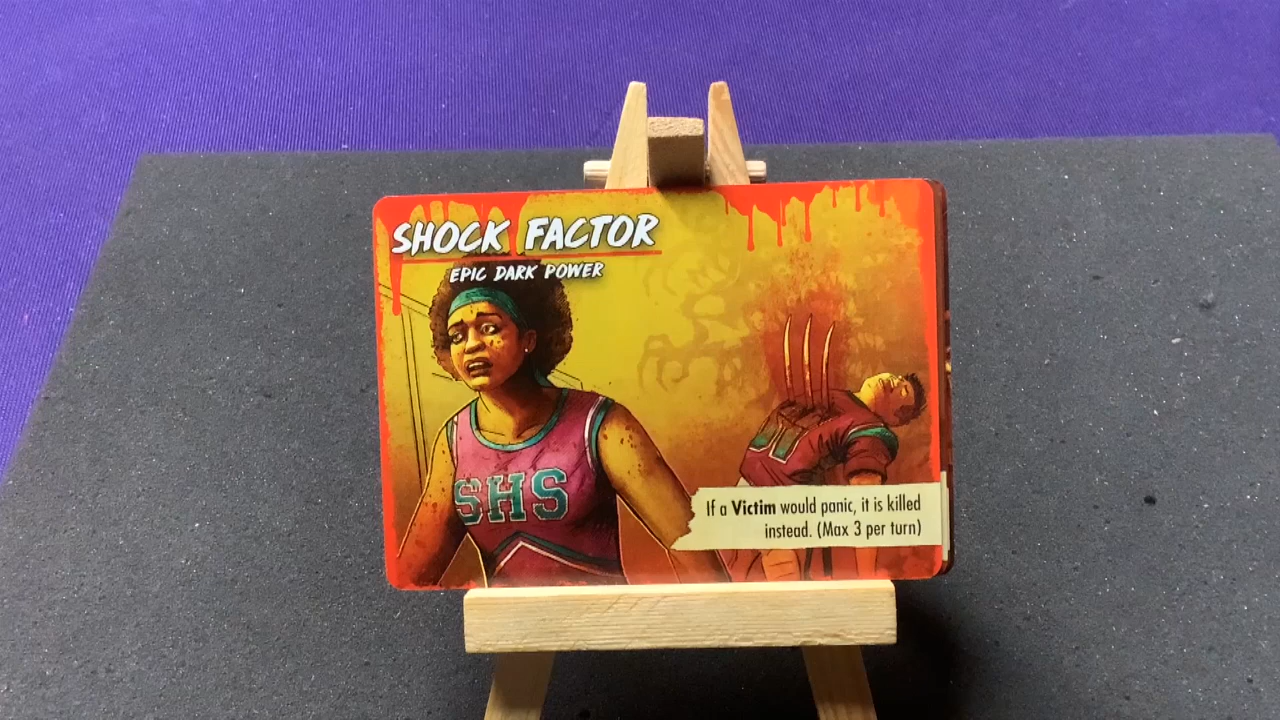 SHOCK FACTOR
EPIC DARK POWER
SHS
If a Victim would panic, it is killed
instead. (Max 3 per turn)